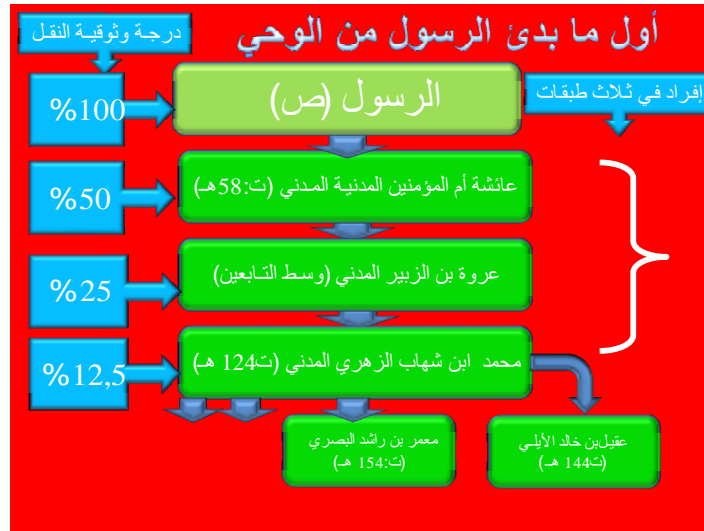 أول ما بدئ الرسول من الوحي
درجة وثوقية النقل
إفراد في ثلاث طبقات
الرسول (ص)
%100
عائشة أم المؤمنين المدنية المدني (ت:58هـ)
%50
عروة بن الزبير المدني (وسط التابعين)
%25
محمد ابن شهاب الزهري المدني (ت124 هـ)
%12,5
معمر بن راشد البصري
(ت:154 هـ)
عقيل بن خالد الأيلي
(ت144 هـ)